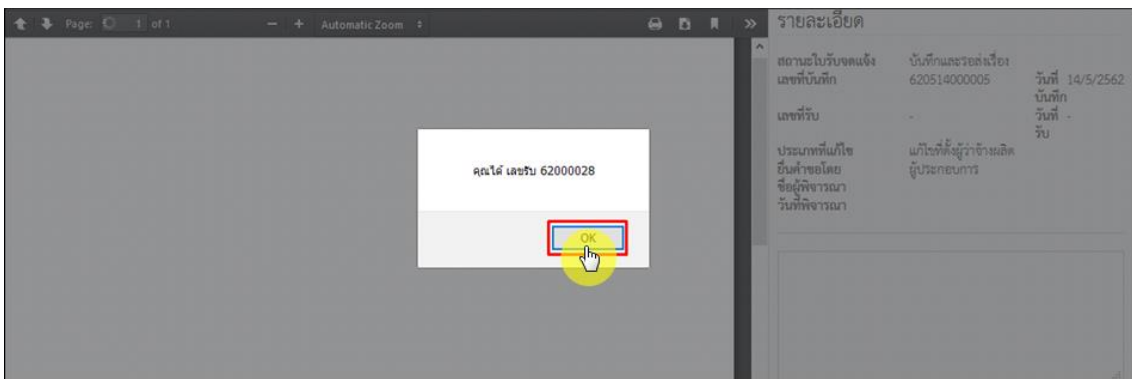 Page: 1 of 1
Automatic Zoom
รายละเอียด
สถานะใบรับจดแจ้ง บันทึกและรอส่งเรื่อง
เลขที่บันทึก 620514000005 วันที่บันทึก 14/5/2562
เลขที่รับ - วันที่รับ -
ประเภทที่แก้ไข แก้ไขที่ตั้งผู้ว่าจ้างผลิต
ยื่นคำขอโดย ผู้ประกอบการ
ชื่อผู้พิจารณา
วันที่พิจารณา
คุณได้ เลขรับ 62000028
OK